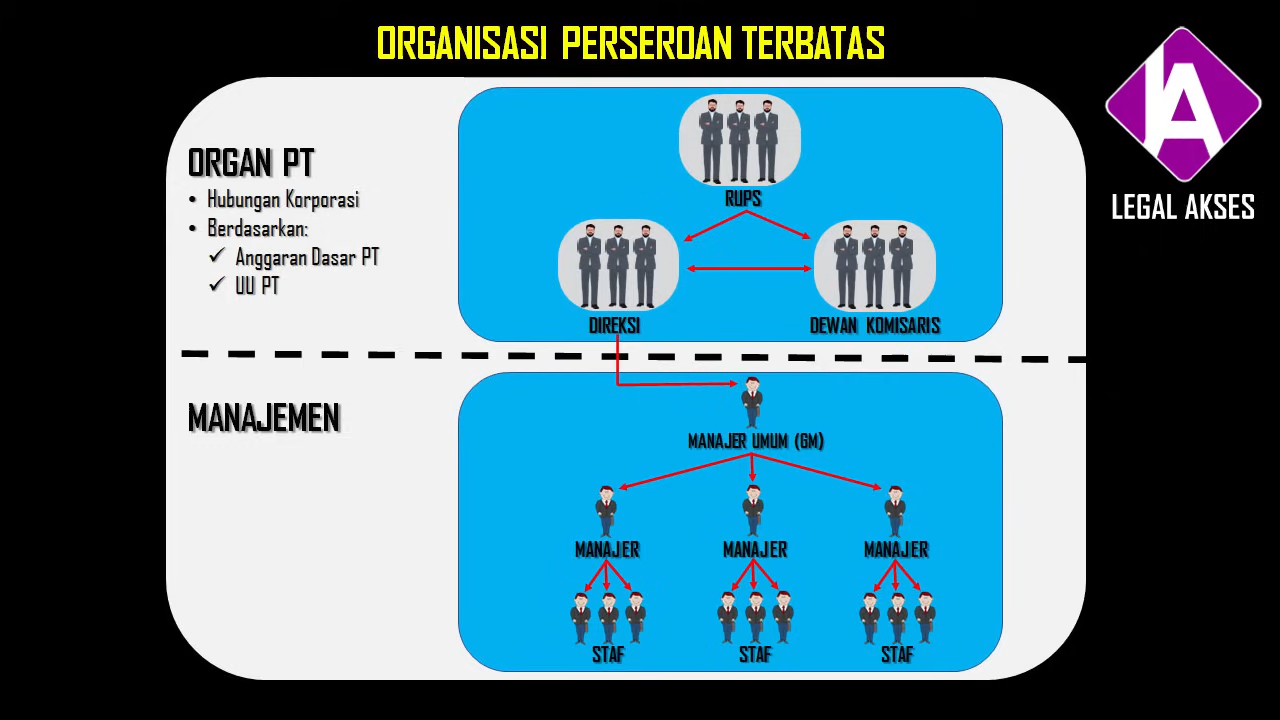 ORGANISASI PERSEROAN TERBATAS
LEGAL AKSES
ORGAN PT
• Hubungan Korporasi
• Berdasarkan:
✓ Anggaran Dasar PT
✓ UU PT
RUPS
DIREKSI
DEWAN KOMISARIS
MANAJEMEN
MANAJER UMUM (GM)
MANAJER
MANAJER
MANAJER
STAF
STAF
STAF